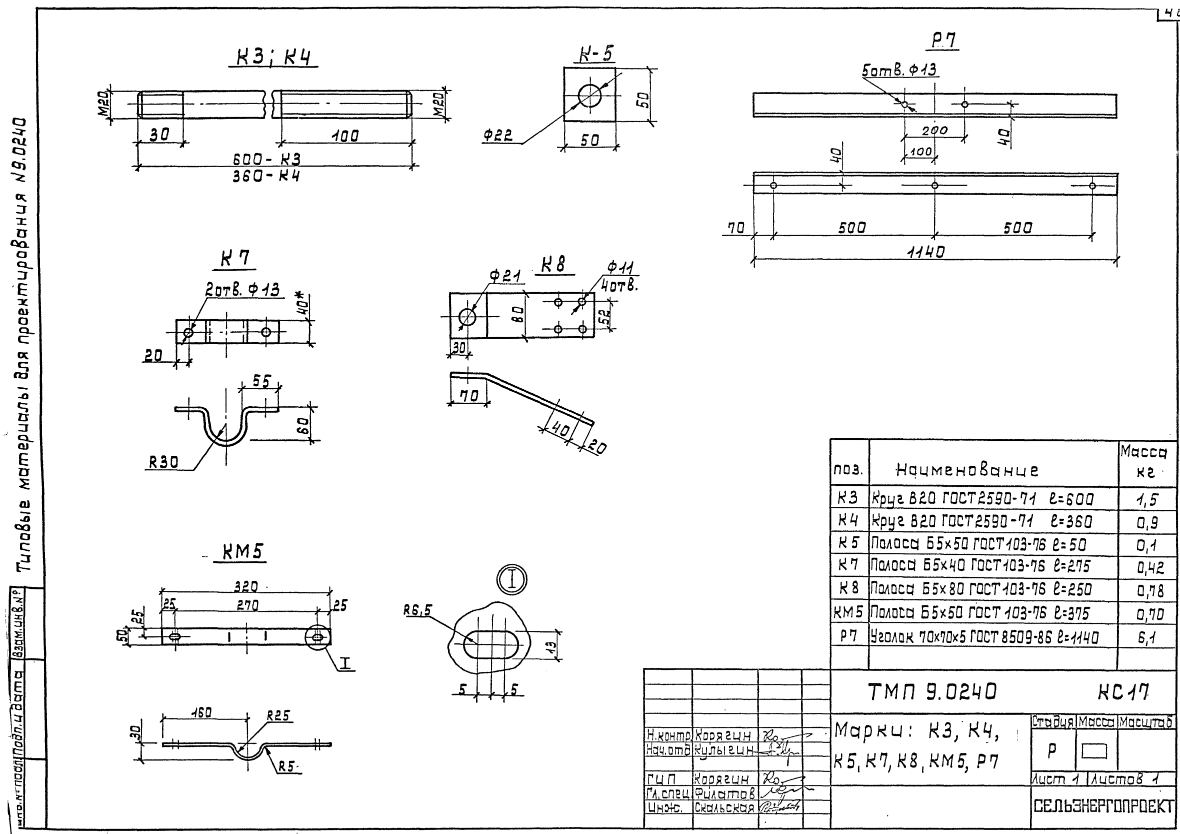 К3; К4
М20
М20
30
100
600- К3
360- К4
К-5
Ф22
50
50
Р7
5отв. Ф13
200
100
40
40
70
500
500
1140
К7
2отв. Ф13
40*
20
55
60
R30
К8
Ф21
Ф11
4отв.
80
52
30
70
40
20
КМ5
320
270
25
25
25
50
I
I
R6,5
13
5
5
160
30
R25
R5
Типовые материалы для проектирования №9.0240
Взам.инв.№
Подп.и дата
поз. Наименование Масса кг
К3 Круг В20 ГОСТ2590-71 ℓ=600 1,5
К4 Круг В20 ГОСТ2590-71 ℓ=360 0,9
К5 Полоса Б5х50 ГОСТ103-76 ℓ=50 0,1
К7 Полоса Б5х40 ГОСТ103-76 ℓ=275 0,42
К8 Полоса Б5х80 ГОСТ103-76 ℓ=250 0,78
КМ5 Полоса Б5х50 ГОСТ 103-76 ℓ=375 0,70
Р7 Уголок 70х70х5 ГОСТ 8509-86 ℓ=1140 6,1
ТМП 9.0240 КС17
Марки: К3, К4,
К5, К7, К8, КМ5, Р7
Стадия Масса Масштаб
Р
Лист 1 Листов 1
СЕЛЬЭНЕРГОПРОЕКТ
Н.контр. Корягин
Нач.отд Кулыгин
ГИП Корягин
Гл.спец Филатов
Инж. Скальская